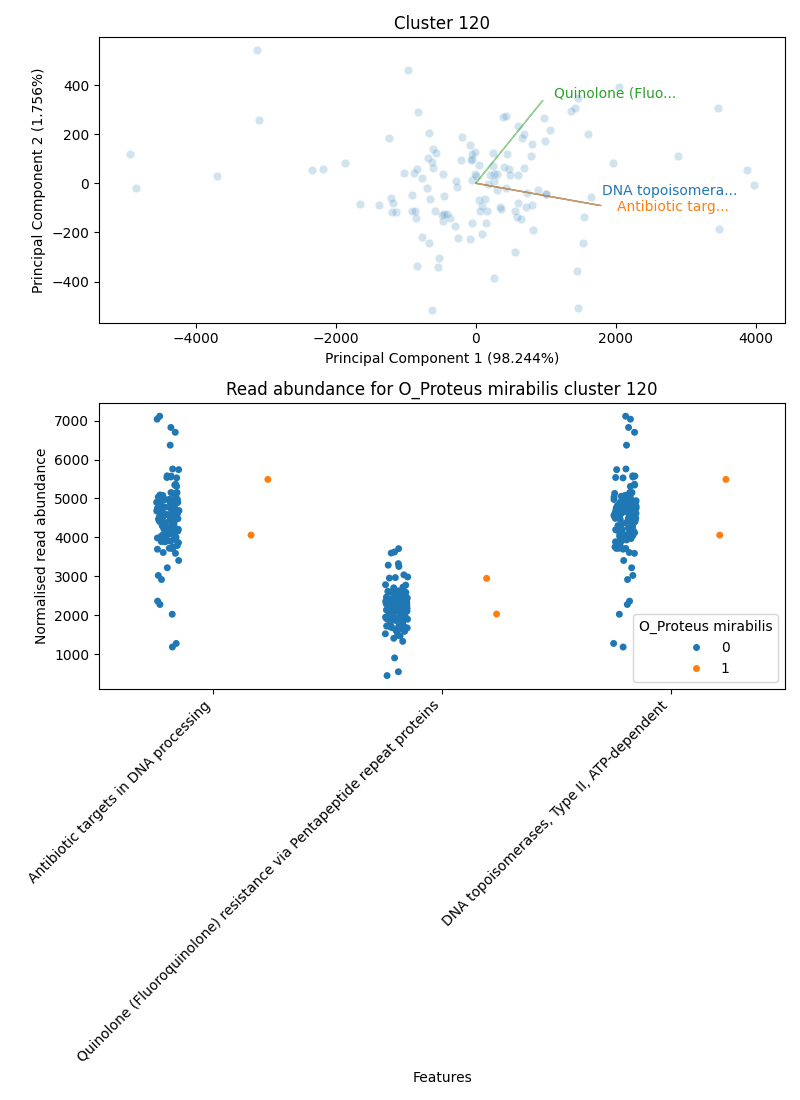 Cluster 120
Principal Component 2 (1.756%)
400
200
0
−200
−400
Quinolone (Fluo...
DNA topoisomera...
Antibiotic targ...
−4000
−2000
0
2000
4000
Principal Component 1 (98.244%)
Read abundance for O_Proteus mirabilis cluster 120
Normalised read abundance
7000
6000
5000
4000
3000
2000
1000
O_Proteus mirabilis
0
1
Antibiotic targets in DNA processing
Quinolone (Fluoroquinolone) resistance via Pentapeptide repeat proteins
DNA topoisomerases, Type II, ATP-dependent
Features